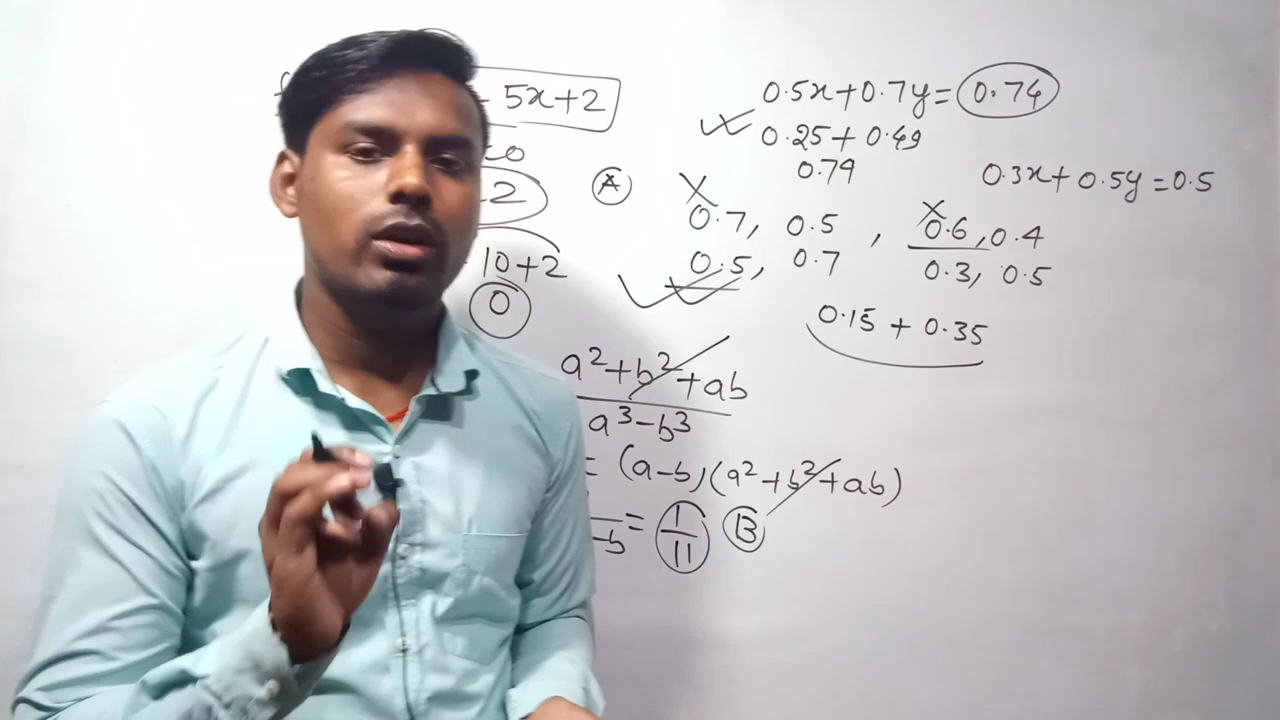 5x+2
0.5x+0.7y=0.74
0.25+0.49
0.74
0.3x+0.5y=0.5
2
A
0.7, 0.5, 0.6,0.4
0.5, 0.7
0.3, 0.5
10+2
0
0.15+0.35
a²+b²+ab
a³-b³
=(a-b)(a²+b²+ab)
-b = 1/11 B